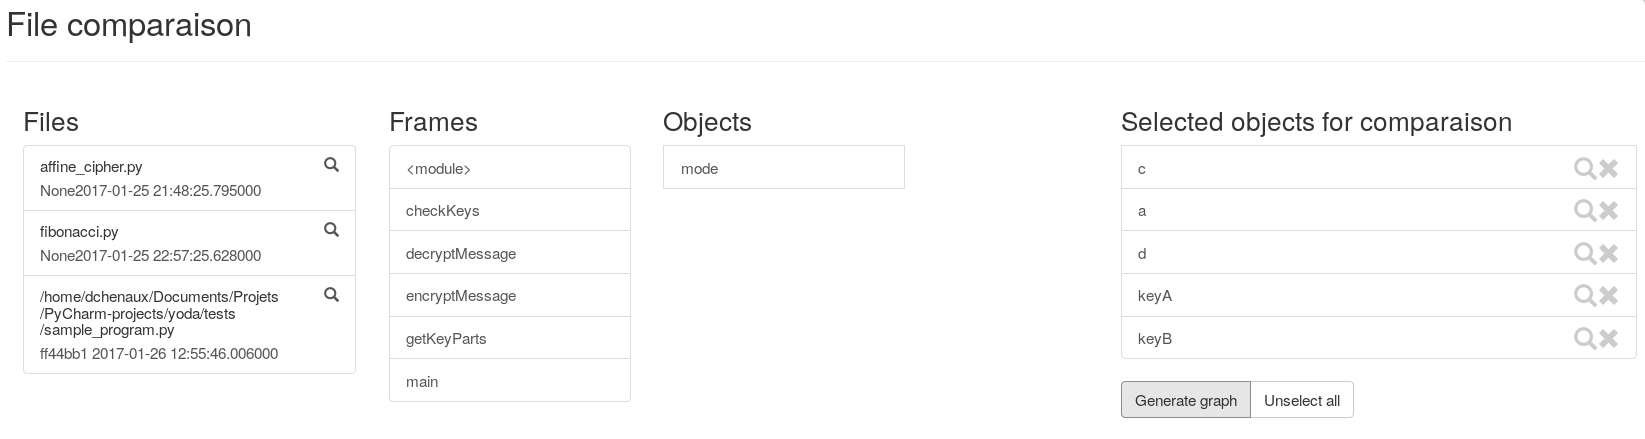 File comparaison
Files
affine_cipher.py
None2017-01-25 21:48:25.795000
fibonacci.py
None2017-01-25 22:57:25.628000
/home/dchenaux/Documents/Projets
/PyCharm-projects/yoda/tests
/sample_program.py
ff44bb1 2017-01-26 12:55:46.006000
Frames
<module>
checkKeys
decryptMessage
encryptMessage
getKeyParts
main
Objects
mode
Selected objects for comparaison
c
a
d
keyA
keyB
Generate graph
Unselect all